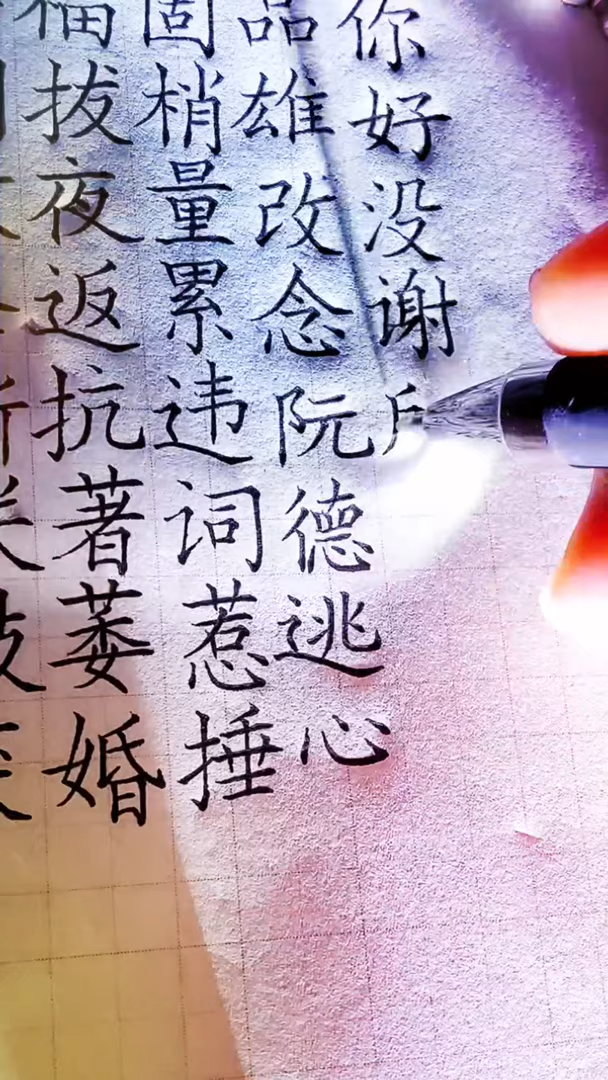 福拔夜返抗著萎婚
固梢量累违词惹捶
品雄改念阮德逃心
你好没谢